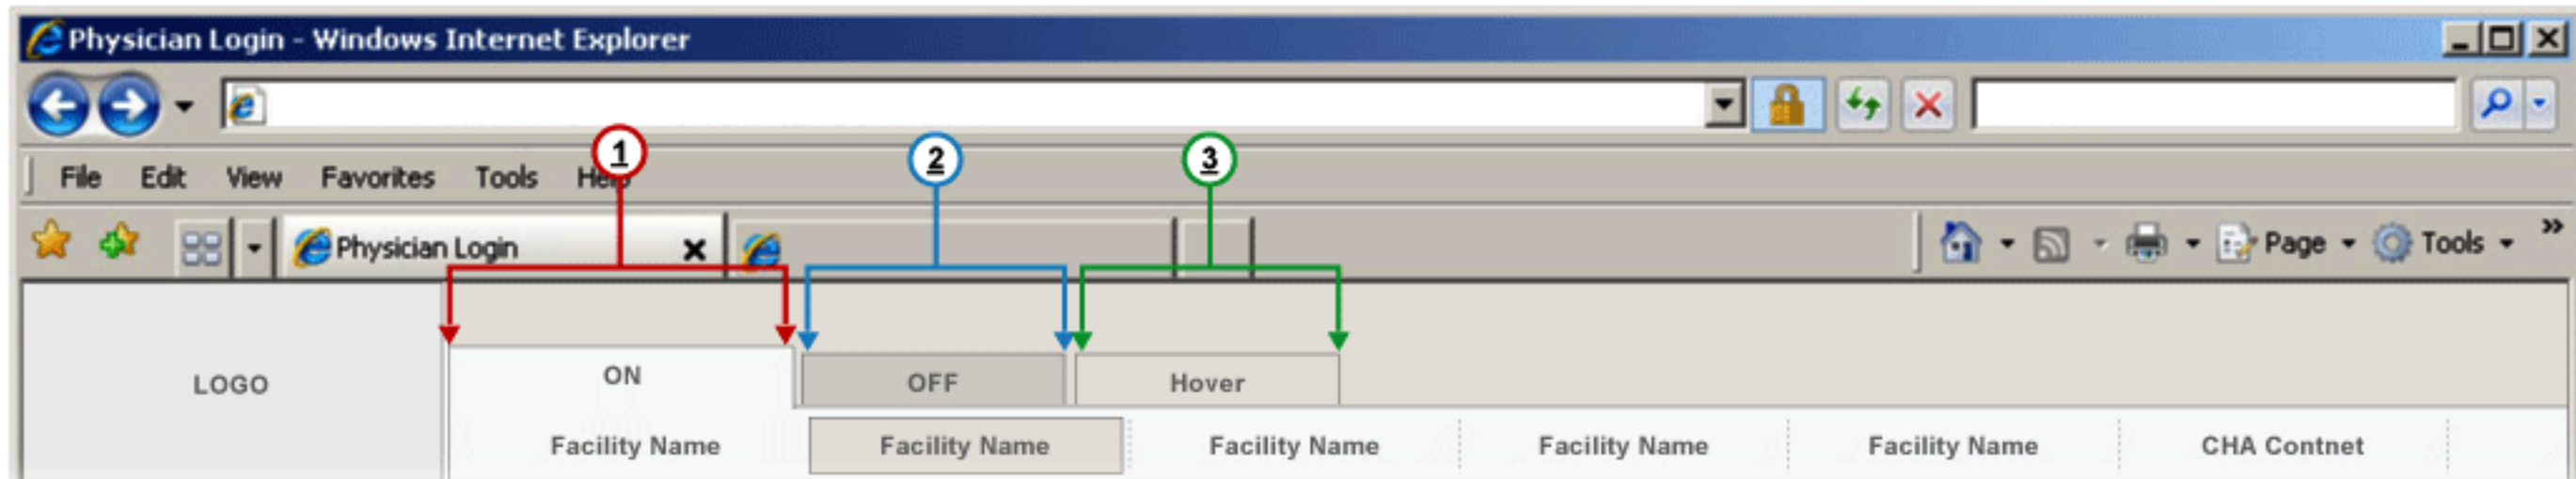 Physician Login - Windows Internet Explorer
1 2 3
File Edit View Favorites Tools Help
Physician Login Page Tools
LOGO ON OFF Hover
Facility Name Facility Name Facility Name Facility Name Facility Name CHA Contnet